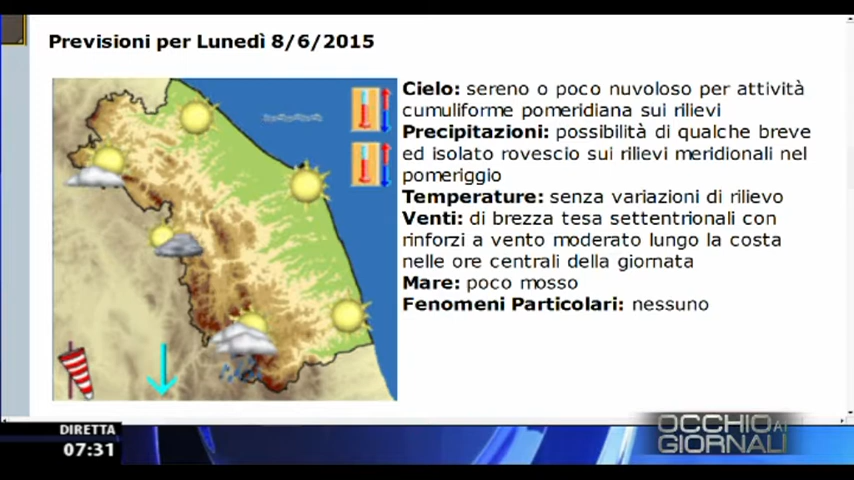 Previsioni per Lunedì 8/6/2015
Cielo: sereno o poco nuvoloso per attività
cumuliforme pomeridiana sui rilievi
Precipitazioni: possibilità di qualche breve
ed isolato rovescio sui rilievi meridionali nel
pomeriggio
Temperature: senza variazioni di rilievo
Venti: di brezza tesa settentrionali con
rinforzi a vento moderato lungo la costa
nelle ore centrali della giornata
Mare: poco mosso
Fenomeni Particolari: nessuno
DIRETTA
07:31
OCCHIO AI
GIORNALI